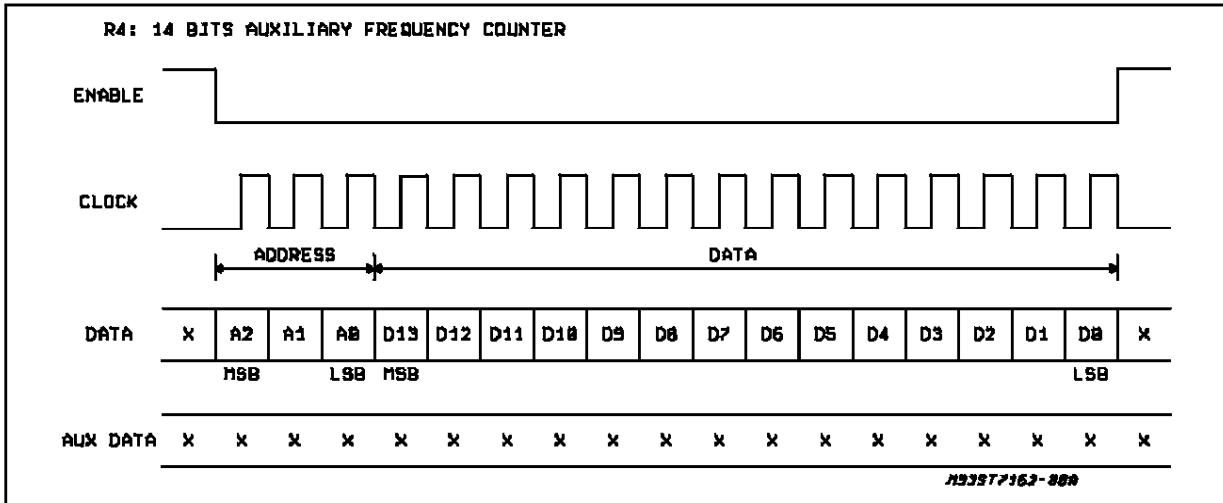 R4: 14 BITS AUXILIARY FREQUENCY COUNTER
ENABLE
CLOCK
ADDRESS DATA
DATA X A2 A1 A0 D13 D12 D11 D10 D9 D8 D7 D6 D5 D4 D3 D2 D1 D0 X
MSB LSB MSB LSB
AUX DATA X X X X X X X X X X X X X X X X X X X